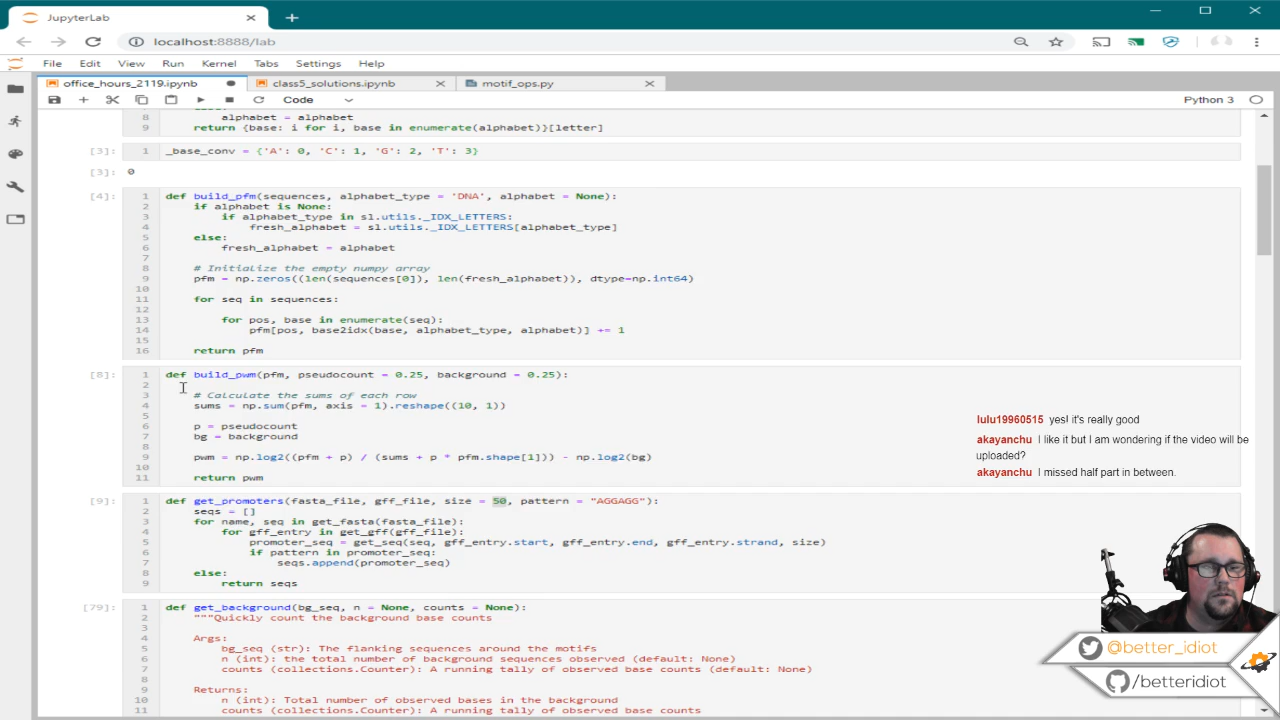 JupyterLab
localhost:8888/lab
File Edit View Run Kernel Tabs Settings Help
office_hours_2119.ipynb class5_solutions.ipynb motif_ops.py
Code Python 3
8 alphabet = alphabet
9 return {base: i for i, base in enumerate(alphabet)}[letter]
[3]: 1 _base_conv = {'A': 0, 'C': 1, 'G': 2, 'T': 3}
[3]: 0
[4]: 1 def build_pfm(sequences, alphabet_type = 'DNA', alphabet = None):
2 if alphabet is None:
3 if alphabet_type in sl.utils._IDX_LETTERS:
4 fresh_alphabet = sl.utils._IDX_LETTERS[alphabet_type]
5 else:
6 fresh_alphabet = alphabet
7
8 # Initialize the empty numpy array
9 pfm = np.zeros((len(sequences[0]), len(fresh_alphabet)), dtype=np.int64)
10
11 for seq in sequences:
12
13 for pos, base in enumerate(seq):
14 pfm[pos, base2idx(base, alphabet_type, alphabet)] += 1
15
16 return pfm
[8]: 1 def build_pwm(pfm, pseudocount = 0.25, background = 0.25):
2
3 # Calculate the sums of each row
4 sums = np.sum(pfm, axis = 1).reshape((10, 1))
5
6 p = pseudocount
7 bg = background
8
9 pwm = np.log2((pfm + p) / (sums + p * pfm.shape[1])) - np.log2(bg)
10
11 return pwm
lulu19960515 yes! it's really good
akayanchu I like it but I am wondering if the video will be
uploaded?
akayanchu I missed half part in between.
[9]: 1 def get_promoters(fasta_file, gff_file, size = 50, pattern = "AGGAGG"):
2 seqs = []
3 for name, seq in get_fasta(fasta_file):
4 for gff_entry in get_gff(gff_file):
5 promoter_seq = get_seq(seq, gff_entry.start, gff_entry.end, gff_entry.strand, size)
6 if pattern in promoter_seq:
7 seqs.append(promoter_seq)
8 else:
9 return seqs
[79]: 1 def get_background(bg_seq, n = None, counts = None):
2 """Quickly count the background base counts
3
4 Args:
5 bg_seq (str): The flanking sequences around the motifs
6 n (int): the total number of background sequences observed (default: None)
7 counts (collections.Counter): A running tally of observed base counts (default: None)
8
9 Returns:
10 n (int): Total number of observed bases in the background
11 counts (collections.Counter): A running tally of observed base counts
@better_idiot
/betteridiot